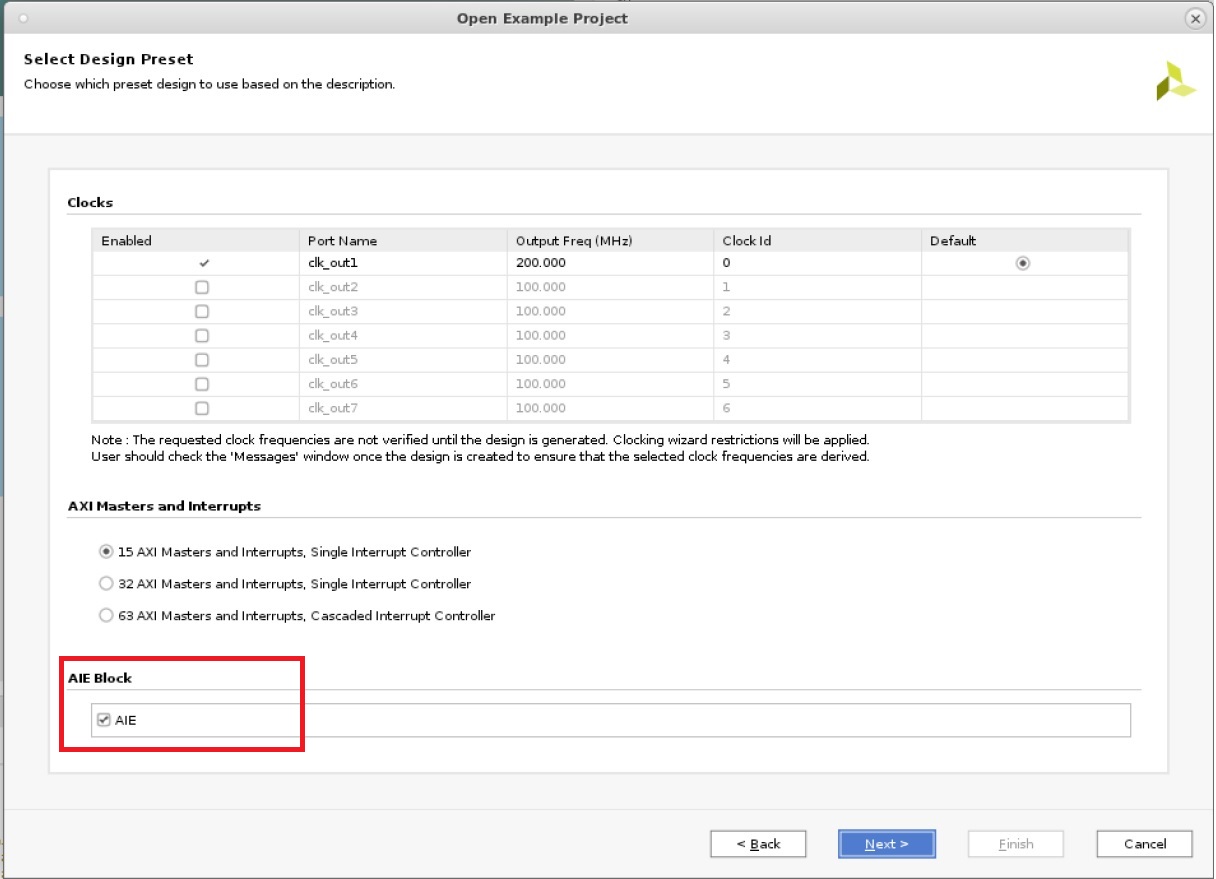 Open Example Project
Select Design Preset
Choose which preset design to use based on the description.
Clocks
Enabled Port Name Output Freq (MHz) Clock Id Default
clk_out1 200.000 0
clk_out2 100.000 1
clk_out3 100.000 2
clk_out4 100.000 3
clk_out5 100.000 4
clk_out6 100.000 5
clk_out7 100.000 6
Note : The requested clock frequencies are not verified until the design is generated. Clocking wizard restrictions will be applied.
User should check the 'Messages' window once the design is created to ensure that the selected clock frequencies are derived.
AXI Masters and Interrupts
15 AXI Masters and Interrupts, Single Interrupt Controller
32 AXI Masters and Interrupts, Single Interrupt Controller
63 AXI Masters and Interrupts, Cascaded Interrupt Controller
AIE Block
AIE
< Back Next > Finish Cancel